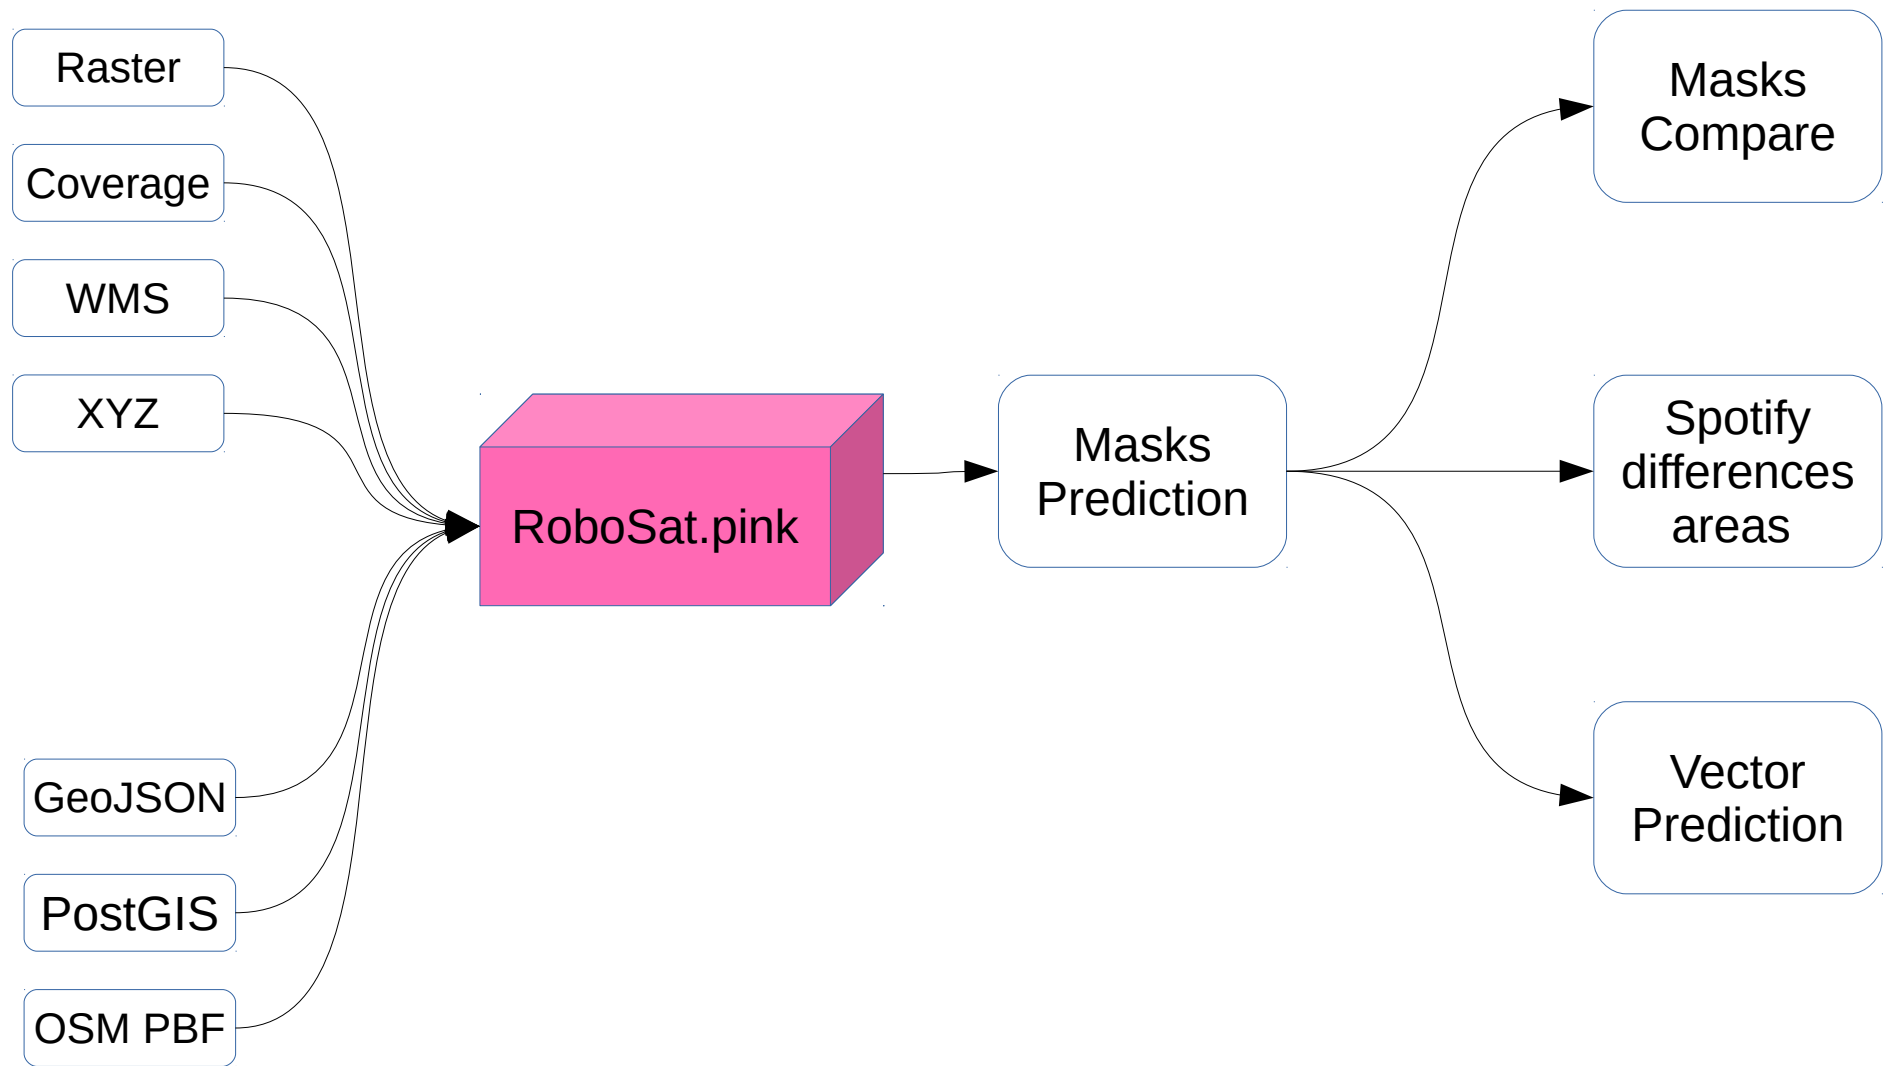 Raster
Coverage
WMS
XYZ
GeoJSON
PostGIS
OSM PBF
RoboSat.pink
Masks
Prediction
Masks
Compare
Spotify
differences
areas
Vector
Prediction